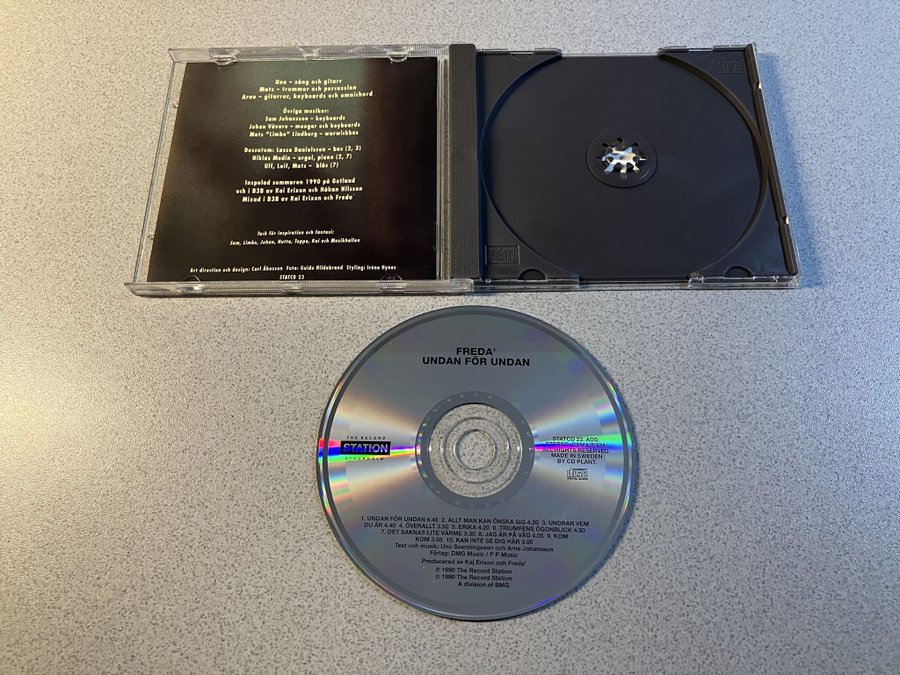 Uno – sång och gitarr
Mats – trummor och percussion
Arne – gitarrer, keyboards och omnichord
Övriga musiker:
Sam Johansson – keyboards
Johan Vävare – moogar och keyboards
Mats "Limbo" Lindberg – warwickbas
Dessutom: Lasse Danielsson – bas (2, 3)
Niklas Medin – orgel, piano (2, 7)
Ulf, Leif, Mats – blås (7)
Inspelad sommaren 1990 på Gotland
och i B3B av Kai Erixon och Håkan Nilsson
Mixad i B3B av Kai Erixon och Freda'
Tack för inspiration och fantasi:
Sam, Limbo, Johan, Hutta, Toppe, Kai och Musikhallen
Art direction och design: Carl Åkesson Foto: Guido Hildebrand Styling: Iréne Hynes
STATCD 23
FREDA'
UNDAN FÖR UNDAN
THE RECORD
STATION
STOCKHOLM
STATCD 23. ADD.
ALL RIGHTS RESERVED.
MADE IN SWEDEN
BY CD PLANT.
COMPACT
disc
DIGITAL AUDIO
1. UNDAN FÖR UNDAN 4.45 2. ALLT MAN KAN ÖNSKA SIG 4.20 3. UNDRAR VEM
DU ÄR 4.40 4. ÖVERALLT 3.50 5. ERIKA 4.20 6. TRIUMFENS ÖGONBLICK 4.50
7. DET SAKNAS LITE VÄRME 3.30 8. JAG ÄR PÅ VÄG 4.05 9. KOM
KOM 3.55 10. KAN INTE SE DIG HÄR 3.00
Text och musik: Uno Svenningsson och Arne Johansson
Förlag: DMG Music / P P Music
Producerad av Kaj Erixon och Freda'
℗ 1990 The Record Station
© 1990 The Record Station
A division of BMG